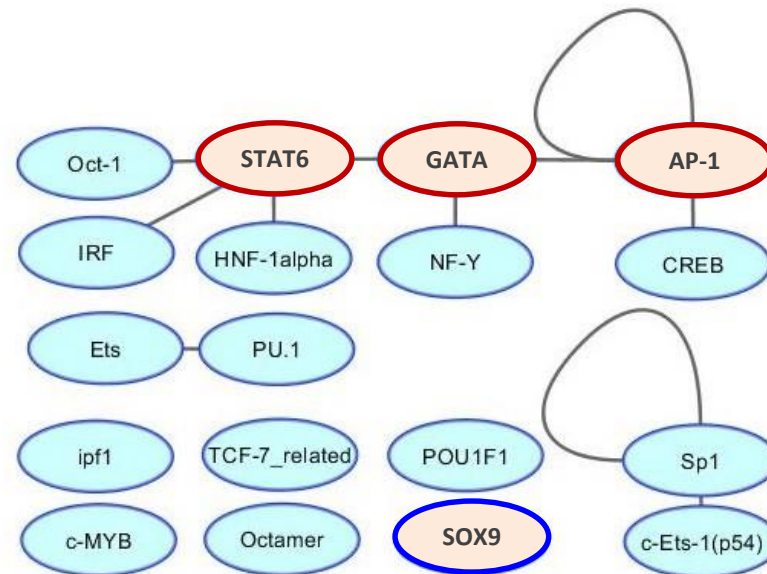 Oct-1
STAT6
GATA
AP-1
IRF
HNF-1alpha
NF-Y
CREB
Ets
PU.1
ipf1
TCF-7_related
POU1F1
Sp1
c-MYB
Octamer
SOX9
c-Ets-1(p54)